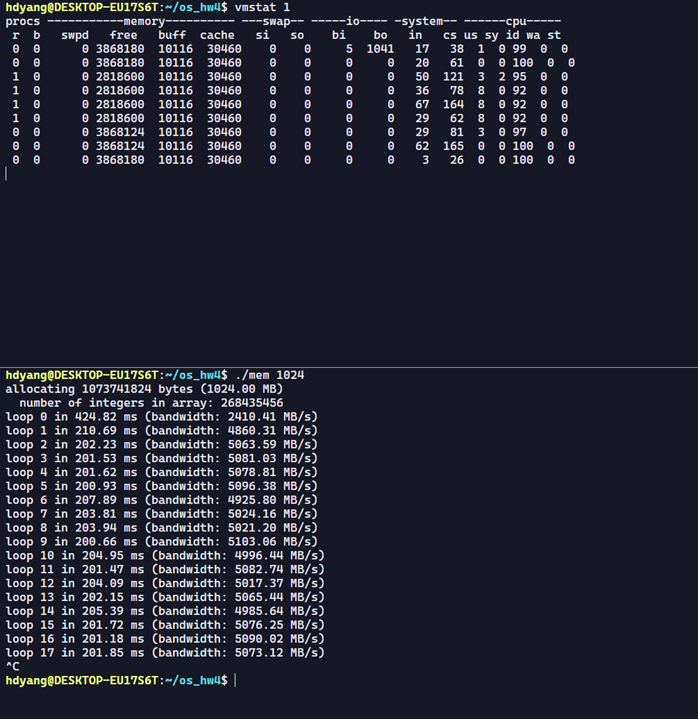 hdyang@DESKTOP-EU17S6T:~/os_hw4$ vmstat 1
procs -----------memory---------- ---swap-- -----io---- -system-- ------cpu-----
 r  b   swpd   free   buff  cache   si   so    bi    bo   in   cs us sy id wa st
 0  0      0 3868180  10116  30460    0    0     5  1041   17   38  1  0 99  0  0
 0  0      0 3868180  10116  30460    0    0     0     0   20   61  0  0 100  0  0
 1  0      0 2818600  10116  30460    0    0     0     0   50  121  3  2 95  0  0
 1  0      0 2818600  10116  30460    0    0     0     0   36   78  8  0 92  0  0
 1  0      0 2818600  10116  30460    0    0     0     0   67  164  8  0 92  0  0
 1  0      0 2818600  10116  30460    0    0     0     0   29   62  8  0 92  0  0
 0  0      0 3868124  10116  30460    0    0     0     0   29   81  3  0 97  0  0
 0  0      0 3868124  10116  30460    0    0     0     0   62  165  0  0 100  0  0
 0  0      0 3868180  10116  30460    0    0     0     0    3   26  0  0 100  0  0
hdyang@DESKTOP-EU17S6T:~/os_hw4$ ./mem 1024
allocating 1073741824 bytes (1024.00 MB)
  number of integers in array: 268435456
loop 0 in 424.82 ms (bandwidth: 2410.41 MB/s)
loop 1 in 210.69 ms (bandwidth: 4860.31 MB/s)
loop 2 in 202.23 ms (bandwidth: 5063.59 MB/s)
loop 3 in 201.53 ms (bandwidth: 5081.03 MB/s)
loop 4 in 201.62 ms (bandwidth: 5078.81 MB/s)
loop 5 in 200.93 ms (bandwidth: 5096.38 MB/s)
loop 6 in 207.89 ms (bandwidth: 4925.80 MB/s)
loop 7 in 203.81 ms (bandwidth: 5024.16 MB/s)
loop 8 in 203.94 ms (bandwidth: 5021.20 MB/s)
loop 9 in 200.66 ms (bandwidth: 5103.06 MB/s)
loop 10 in 204.95 ms (bandwidth: 4996.44 MB/s)
loop 11 in 201.47 ms (bandwidth: 5082.74 MB/s)
loop 12 in 204.09 ms (bandwidth: 5017.37 MB/s)
loop 13 in 202.15 ms (bandwidth: 5065.44 MB/s)
loop 14 in 205.39 ms (bandwidth: 4985.64 MB/s)
loop 15 in 201.72 ms (bandwidth: 5076.25 MB/s)
loop 16 in 201.18 ms (bandwidth: 5090.02 MB/s)
loop 17 in 201.85 ms (bandwidth: 5073.12 MB/s)
^C
hdyang@DESKTOP-EU17S6T:~/os_hw4$